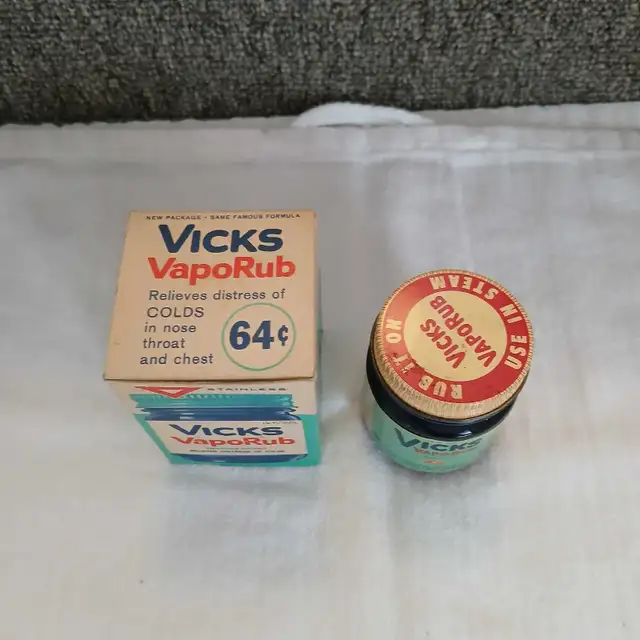 NEW PACKAGE • SAME FAMOUS FORMULA
VICKS
VapoRub
Relieves distress of
COLDS
in nose
throat
and chest
64¢
STAINLESS
VICKS
VapoRub
RUB IT ON
USE IN STEAM
VICKS
VAPORUB
VICKS
VAPORUB